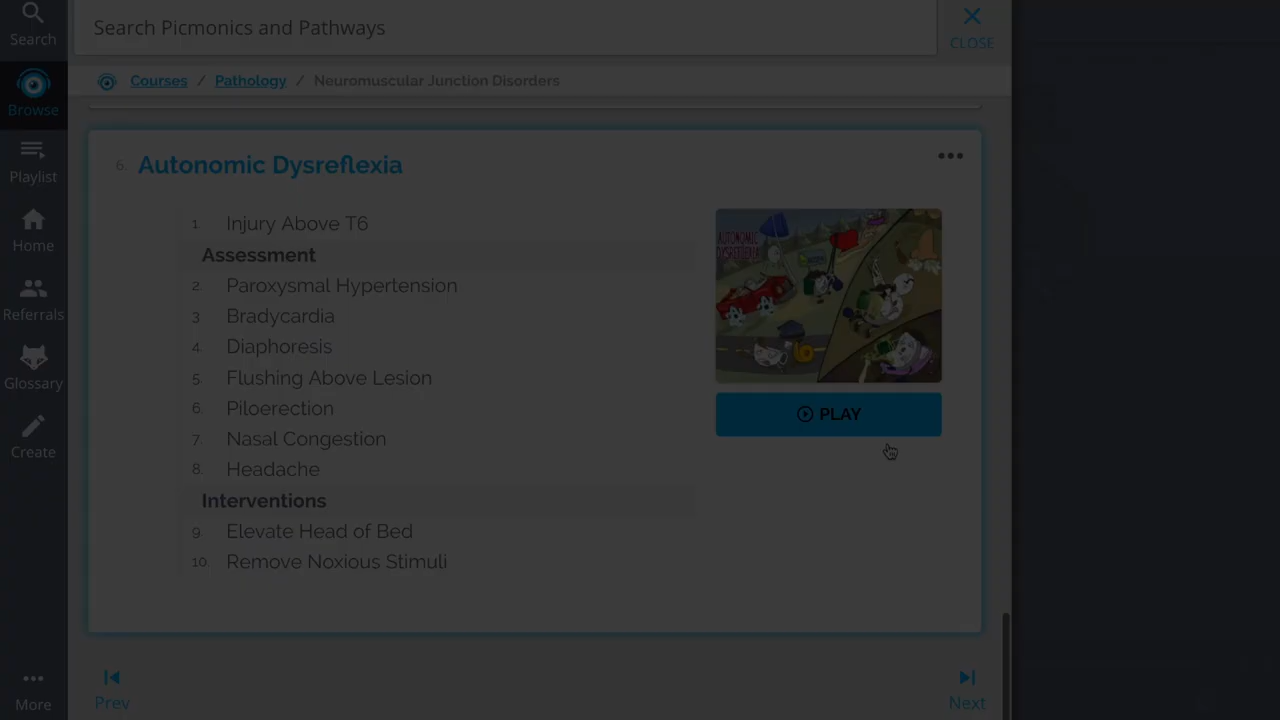 Search
Search Picmonics and Pathways
CLOSE
Courses / Pathology / Neuromuscular Junction Disorders
Browse
Playlist
Home
Referrals
Glossary
Create
More
6. Autonomic Dysreflexia
1. Injury Above T6
Assessment
2. Paroxysmal Hypertension
3. Bradycardia
4. Diaphoresis
5. Flushing Above Lesion
6. Piloerection
7. Nasal Congestion
8. Headache
Interventions
9. Elevate Head of Bed
10. Remove Noxious Stimuli
AUTONOMIC
DYSREFLEXIA
PLAY
Prev
Next